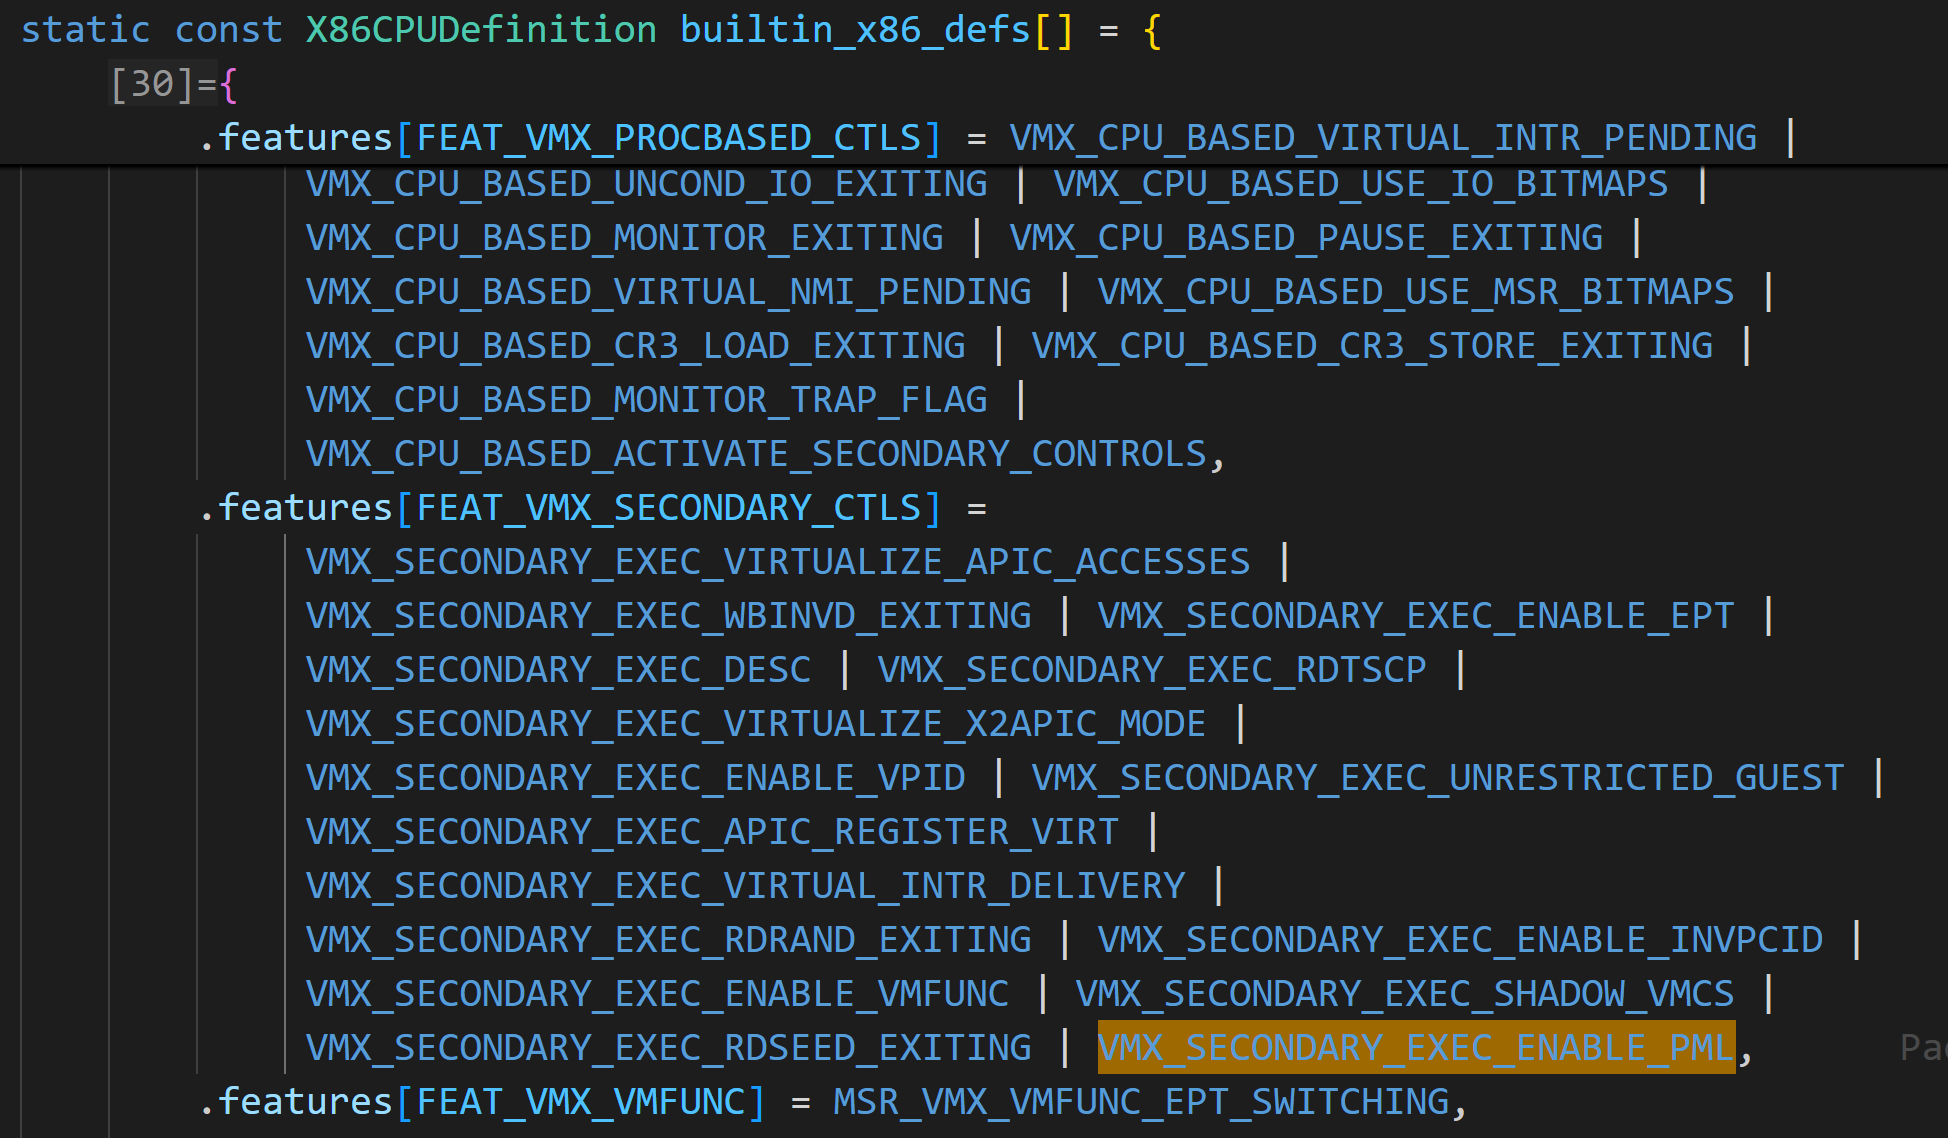 static const X86CPUDefinition builtin_x86_defs[] = {
[30]={
.features[FEAT_VMX_PROCBASED_CTLS] = VMX_CPU_BASED_VIRTUAL_INTR_PENDING |
VMX_CPU_BASED_UNCOND_IO_EXITING | VMX_CPU_BASED_USE_IO_BITMAPS |
VMX_CPU_BASED_MONITOR_EXITING | VMX_CPU_BASED_PAUSE_EXITING |
VMX_CPU_BASED_VIRTUAL_NMI_PENDING | VMX_CPU_BASED_USE_MSR_BITMAPS |
VMX_CPU_BASED_CR3_LOAD_EXITING | VMX_CPU_BASED_CR3_STORE_EXITING |
VMX_CPU_BASED_MONITOR_TRAP_FLAG |
VMX_CPU_BASED_ACTIVATE_SECONDARY_CONTROLS,
.features[FEAT_VMX_SECONDARY_CTLS] =
VMX_SECONDARY_EXEC_VIRTUALIZE_APIC_ACCESSES |
VMX_SECONDARY_EXEC_WBINVD_EXITING | VMX_SECONDARY_EXEC_ENABLE_EPT |
VMX_SECONDARY_EXEC_DESC | VMX_SECONDARY_EXEC_RDTSCP |
VMX_SECONDARY_EXEC_VIRTUALIZE_X2APIC_MODE |
VMX_SECONDARY_EXEC_ENABLE_VPID | VMX_SECONDARY_EXEC_UNRESTRICTED_GUEST |
VMX_SECONDARY_EXEC_APIC_REGISTER_VIRT |
VMX_SECONDARY_EXEC_VIRTUAL_INTR_DELIVERY |
VMX_SECONDARY_EXEC_RDRAND_EXITING | VMX_SECONDARY_EXEC_ENABLE_INVPCID |
VMX_SECONDARY_EXEC_ENABLE_VMFUNC | VMX_SECONDARY_EXEC_SHADOW_VMCS |
VMX_SECONDARY_EXEC_RDSEED_EXITING | VMX_SECONDARY_EXEC_ENABLE_PML,
.features[FEAT_VMX_VMFUNC] = MSR_VMX_VMFUNC_EPT_SWITCHING,